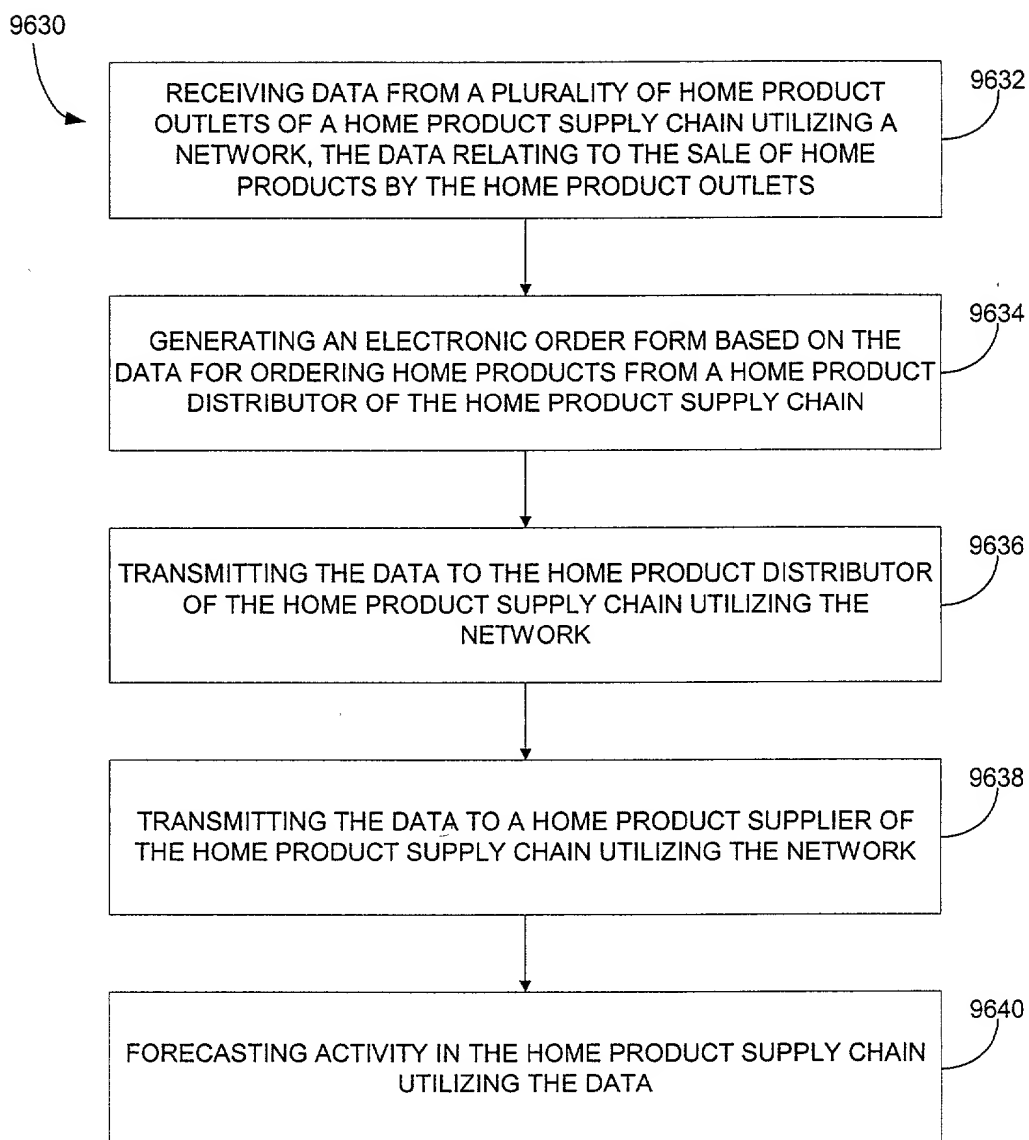 9630
RECEIVING DATA FROM A PLURALITY OF HOME PRODUCT
OUTLETS OF A HOME PRODUCT SUPPLY CHAIN UTILIZING A
NETWORK, THE DATA RELATING TO THE SALE OF HOME
PRODUCTS BY THE HOME PRODUCT OUTLETS
9632
GENERATING AN ELECTRONIC ORDER FORM BASED ON THE
DATA FOR ORDERING HOME PRODUCTS FROM A HOME PRODUCT
DISTRIBUTOR OF THE HOME PRODUCT SUPPLY CHAIN
9634
TRANSMITTING THE DATA TO THE HOME PRODUCT DISTRIBUTOR
OF THE HOME PRODUCT SUPPLY CHAIN UTILIZING THE
NETWORK
9636
TRANSMITTING THE DATA TO A HOME PRODUCT SUPPLIER OF
THE HOME PRODUCT SUPPLY CHAIN UTILIZING THE NETWORK
9638
FORECASTING ACTIVITY IN THE HOME PRODUCT SUPPLY CHAIN
UTILIZING THE DATA
9640